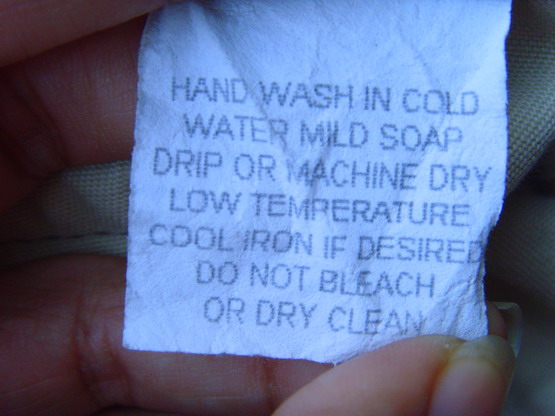 HAND WASH IN COLD
WATER MILD SOAP
DRIP OR MACHINE DRY
LOW TEMPERATURE
COOL IRON IF DESIRED
DO NOT BLEACH
OR DRY CLEAN